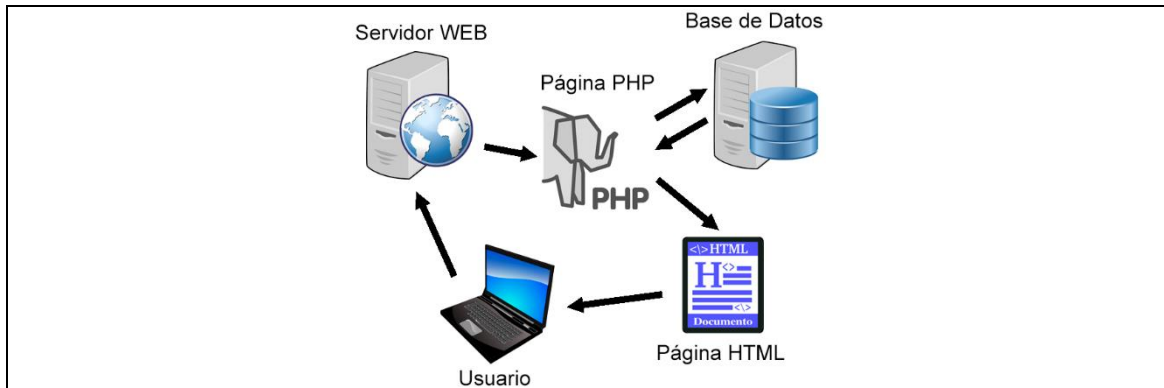 Servidor WEB
Base de Datos
Página PHP
PHP
<\>HTML
H<>
<\>
Documento
Página HTML
Usuario